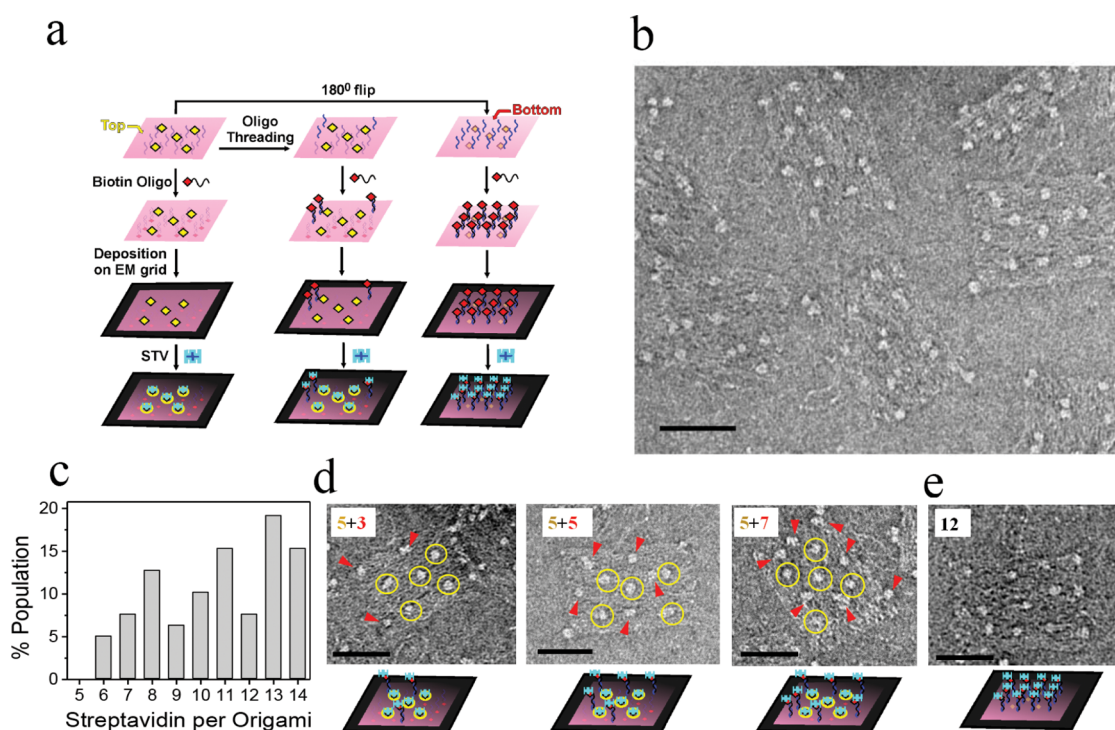 a
180⁰ flip
Top
Oligo
Threading
Bottom
Biotin Oligo
Deposition
on EM grid
STV
b
c
% Population
20
15
10
5
0
5 6 7 8 9 10 11 12 13 14
Streptavidin per Origami
d
5+3
5+5
5+7
e
12